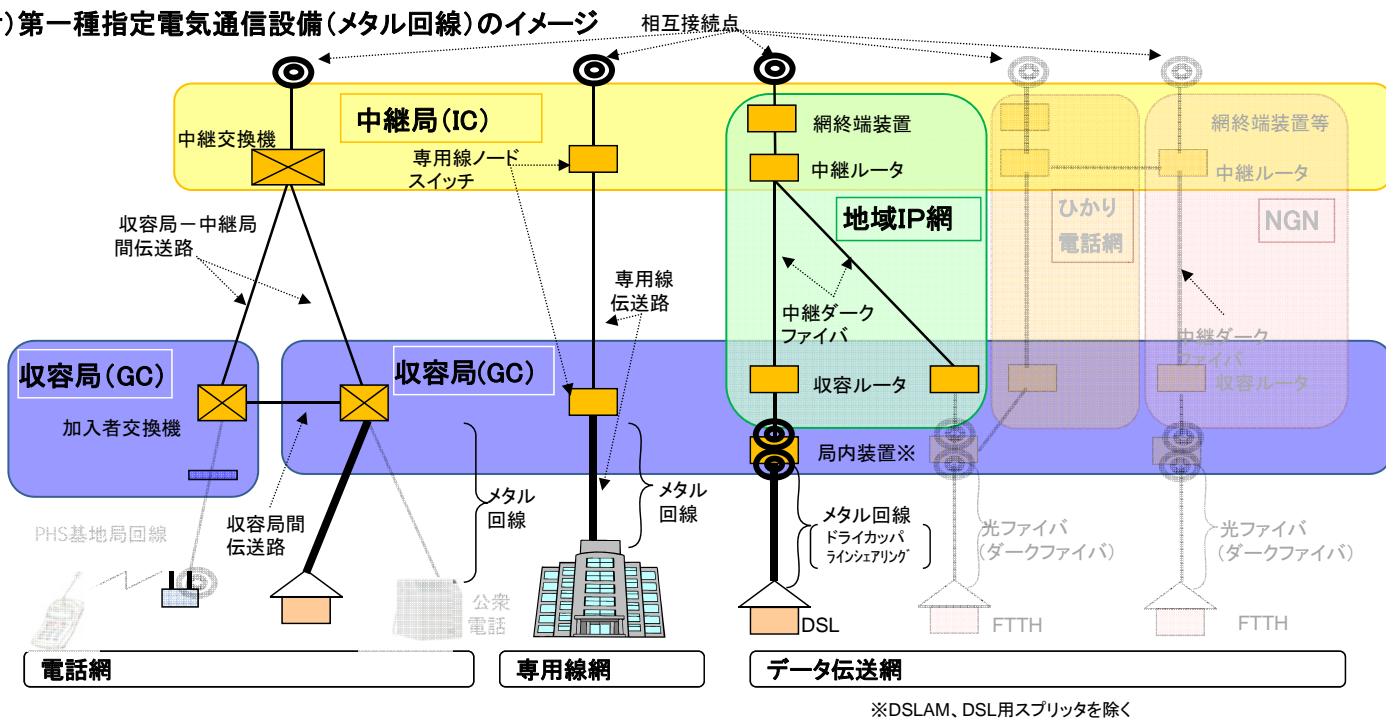 ）第一種指定電気通信設備（メタル回線）のイメージ
相互接続点
中継局（IC）
中継交換機
専用線ノード
スイッチ
網終端装置
中継ルータ
網終端装置等
中継ルータ
収容局－中継局
間伝送路
地域IP網
ひかり
電話網
NGN
専用線
伝送路
中継ダーク
ファイバ
中継ダーク
ファイバ
収容局（GC）
収容局(GC)
収容ルータ
収容ルータ
加入者交換機
局内装置※
メタル
回線
メタル
回線
収容局間
伝送路
PHS基地局回線
メタル回線
ドライカッパ
ラインシェアリング
光ファイバ
（ダークファイバ）
光ファイバ
（ダークファイバ）
公衆
電話
DSL
FTTH
FTTH
電話網
専用線網
データ伝送網
※DSLAM、DSL用スプリッタを除く